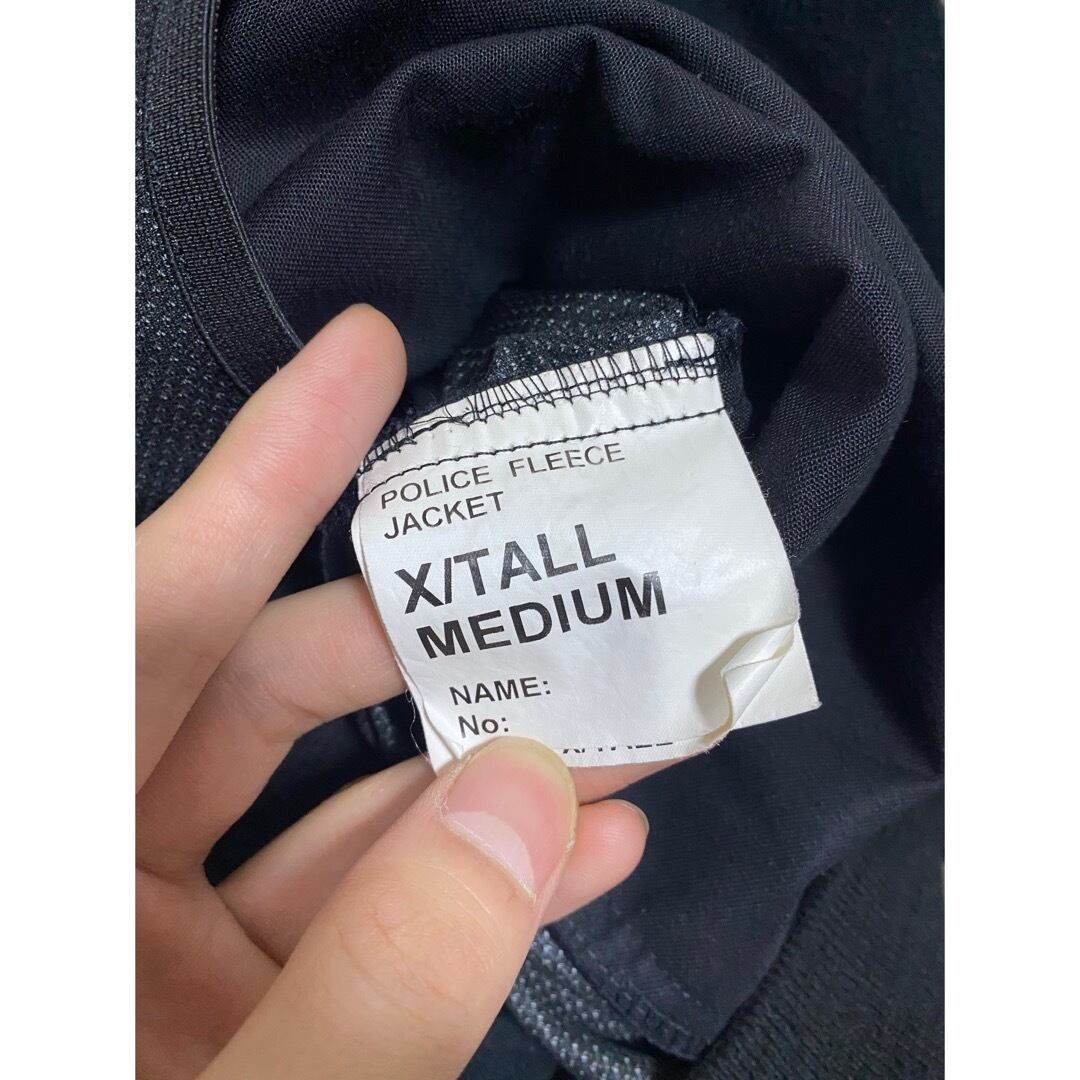 POLICE FLEECE
JACKET
X/TALL
MEDIUM
NAME:
No: